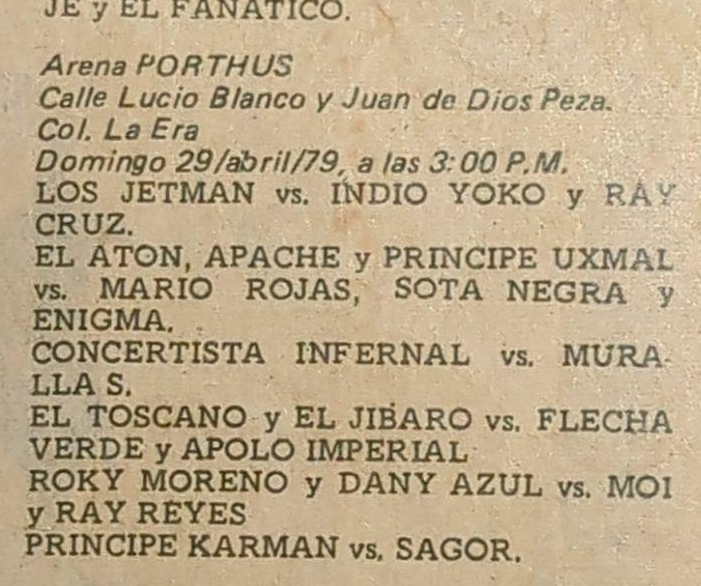 JE y EL FANATICO.
Arena PORTHUS
Calle Lucio Blanco y Juan de Dios Peza.
Col. La Era
Domingo 29/abril/79, a las 3:00 P.M.
LOS JETMAN vs. INDIO YOKO y RAY
CRUZ.
EL ATON, APACHE y PRINCIPE UXMAL
vs. MARIO ROJAS, SOTA NEGRA y
ENIGMA.
CONCERTISTA INFERNAL vs. MURA-
LLA S.
EL TOSCANO y EL JIBARO vs. FLECHA
VERDE y APOLO IMPERIAL
ROKY MORENO y DANY AZUL vs. MOI
y RAY REYES
PRINCIPE KARMAN vs. SAGOR.